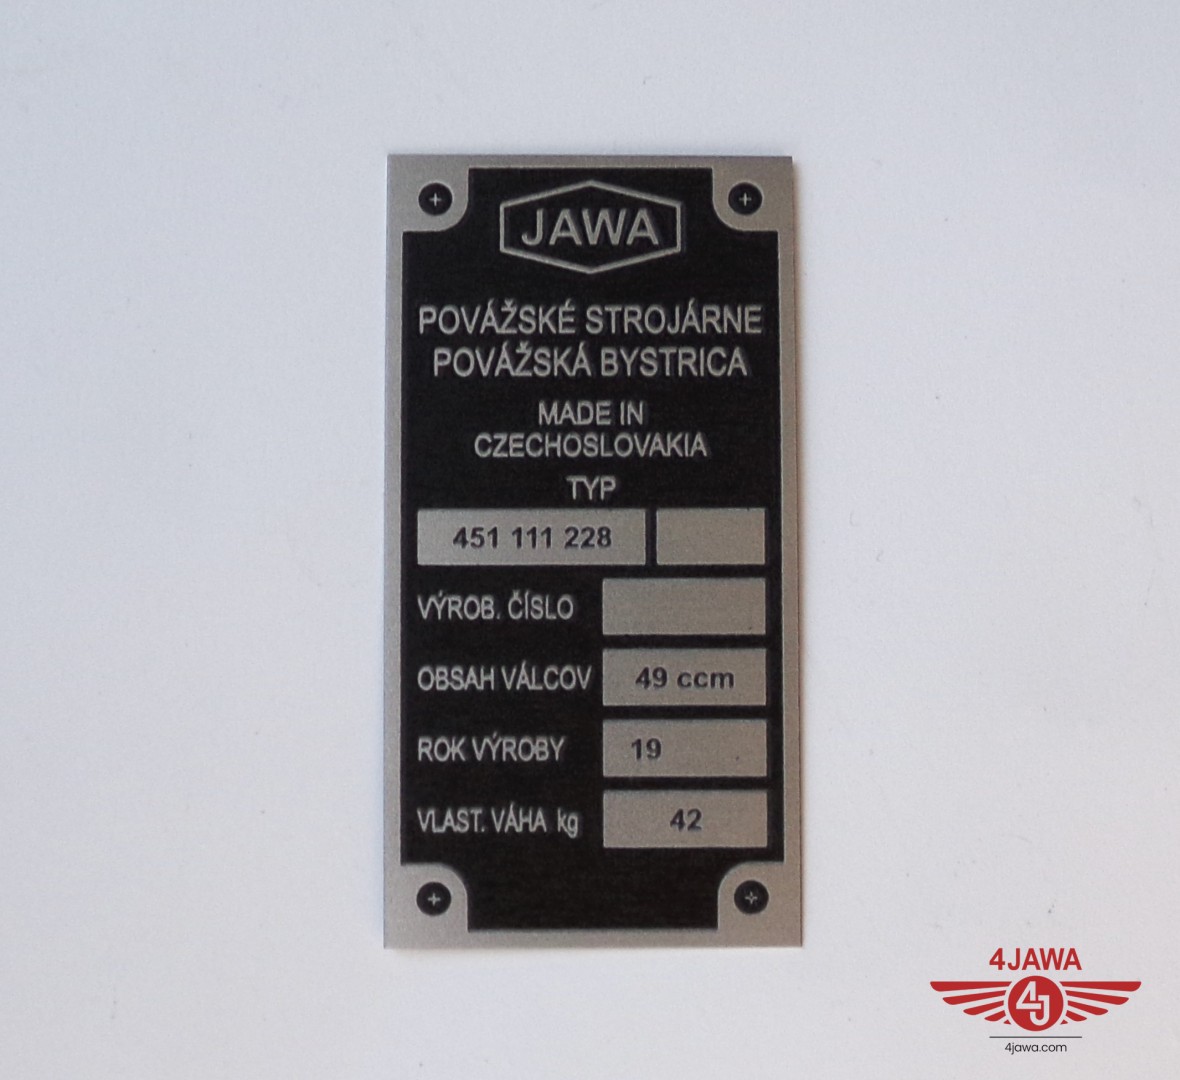 JAWA
POVÁŽSKÉ STROJÁRNE
POVÁŽSKÁ BYSTRICA
MADE IN
CZECHOSLOVAKIA
TYP
451 111 228
VÝROB. ČÍSLO
OBSAH VÁLCOV 49 ccm
ROK VÝROBY 19
VLAST. VÁHA kg 42
4JAWA
4J
4jawa.com